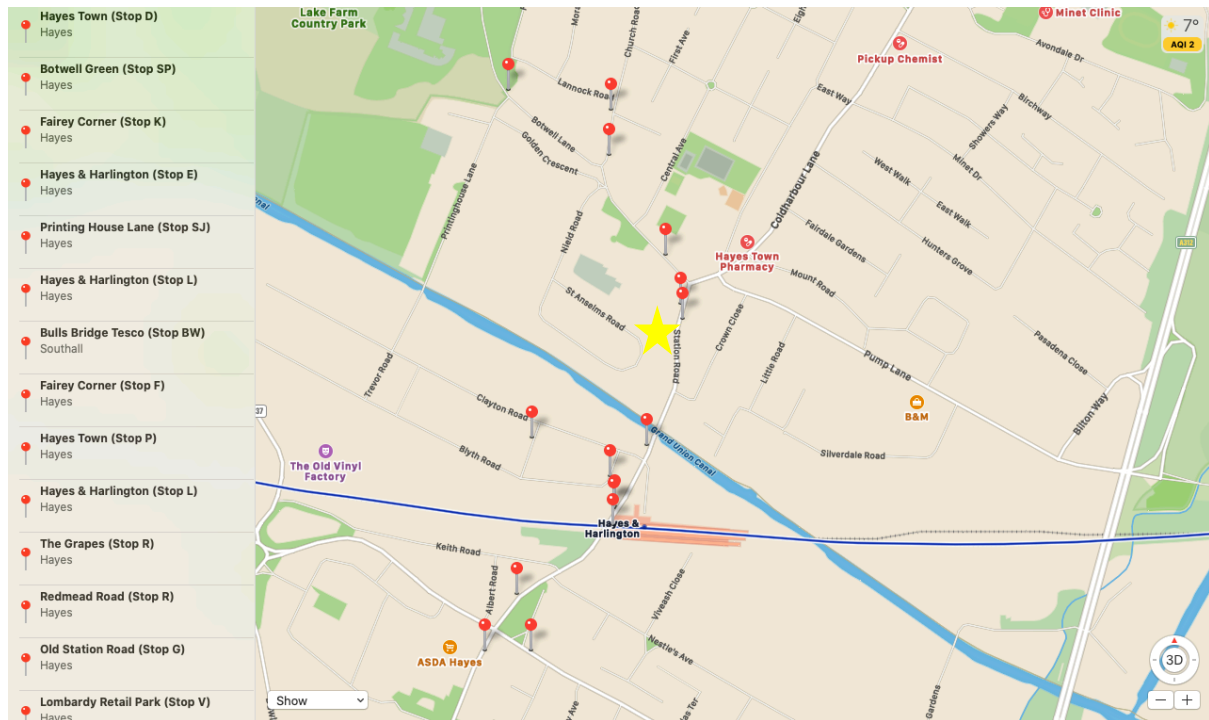 Hayes Town (Stop D)
Hayes
Botwell Green (Stop SP)
Hayes
Fairey Corner (Stop K)
Hayes
Hayes & Harlington (Stop E)
Hayes
Printing House Lane (Stop SJ)
Hayes
Hayes & Harlington (Stop L)
Hayes
Bulls Bridge Tesco (Stop BW)
Southall
Fairey Corner (Stop F)
Hayes
Hayes Town (Stop P)
Hayes
Hayes & Harlington (Stop L)
Hayes
The Grapes (Stop R)
Hayes
Redmead Road (Stop R)
Hayes
Old Station Road (Stop G)
Hayes
Lombardy Retail Park (Stop V)
Hayes
Lake Farm
Country Park
Church Road
First Ave
Minet Clinic
7°
AQI 2
Pickup Chemist
Avondale Dr
Lannock Road
East Way
Birchway
Showers Way
Botwell Lane
Golden Crescent
Central Ave
Coldharbour Lane
West Walk
Minet Dr
Printinghouse Lane
Canal
Nield Road
East Walk
Fairdale Gardens
Hunters Grove
A312
Hayes Town
Pharmacy
Mount Road
St Anselms Road
Station Road
Crown Close
Little Road
Pasadena Close
Trevor Road
Pump Lane
Clayton Road
B&M
Bilton Way
37
Grand Union Canal
Blyth Road
Silverdale Road
The Old Vinyl
Factory
Hayes &
Harlington
Keith Road
Albert Road
Viveash Close
Nestle's Ave
ASDA Hayes
3D
Show
Gardens